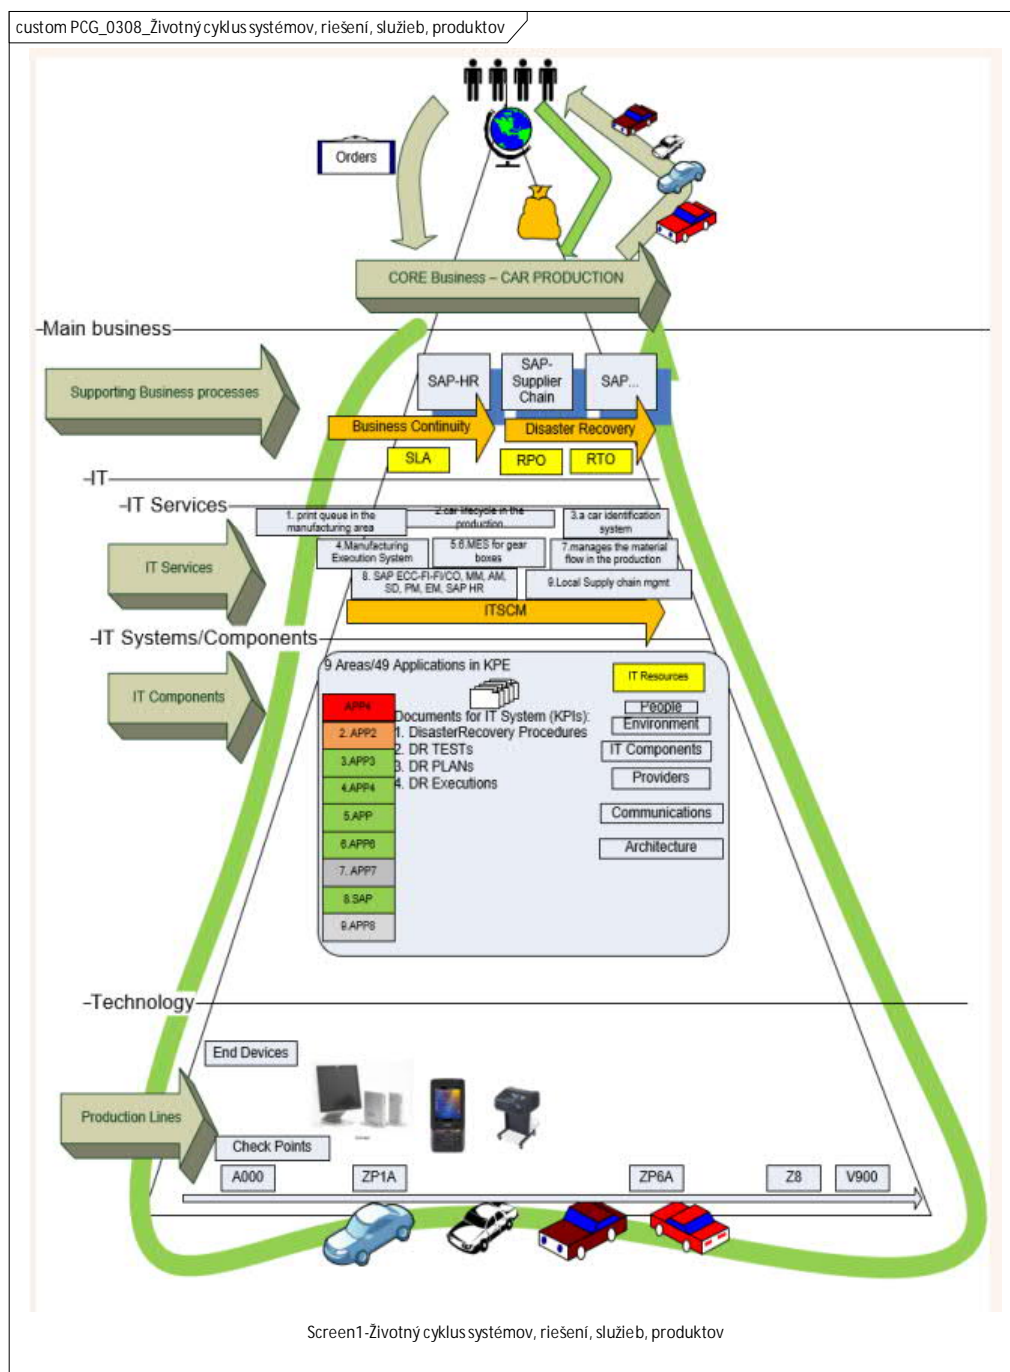 custom PCG_0308_Životný cyklus systémov, riešení, služieb, produktov
Orders
CORE Business – CAR PRODUCTION
Main business
Supporting Business processes
SAP-HR
SAP-
Supplier
Chain
SAP...
Business Continuity
Disaster Recovery
SLA
RPO
RTO
IT
IT Services
1. print queue in the
manufacturing area
2.car lifecycle in the
production
3.a car identification
system
4.Manufacturing
Execution System
5.6.MES for gear
boxes
7.manages the material
flow in the production
IT Services
8. SAP ECC-FI-FI/CO, MM, AM,
SD, PM, EM, SAP HR
9.Local Supply chain mgmt
ITSCM
IT Systems/Components
IT Components
9 Areas/49 Applications in KPE
IT Resources
APP4
2. APP2
3.APP3
4.APP4
5.APP
6.APP6
7. APP7
8.SAP
9.APP8
Documents for IT System (KPIs):
1. DisasterRecovery Procedures
2. DR TESTs
3. DR PLANs
4. DR Executions
People
Environment
IT Components
Providers
Communications
Architecture
Technology
End Devices
Production Lines
Check Points
A000
ZP1A
ZP6A
Z8
V900
Screen1-Životný cyklus systémov, riešení, služieb, produktov